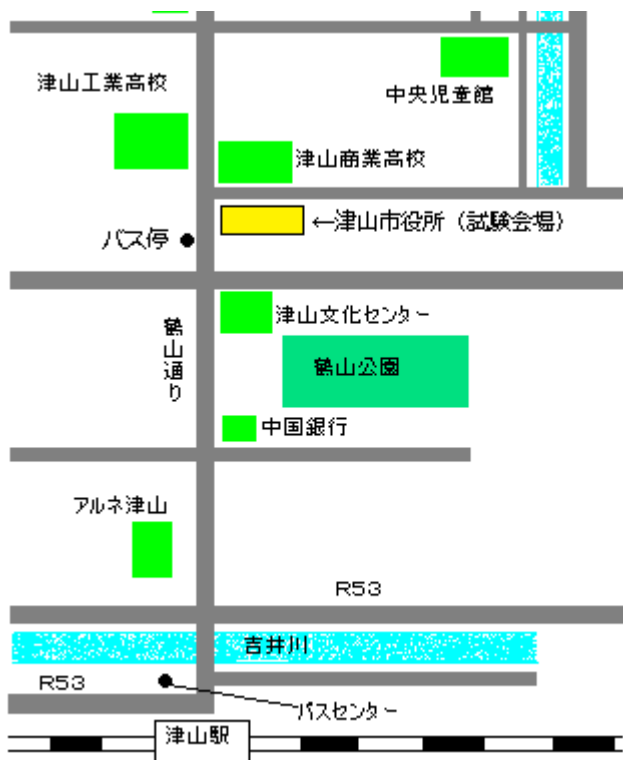 津山工業高校
中央児童館
津山商業高校
←津山市役所（試験会場）
バス停
津山文化センター
鶴山通り
鶴山公園
中国銀行
アルネ津山
R53
吉井川
R53
バスセンター
津山駅